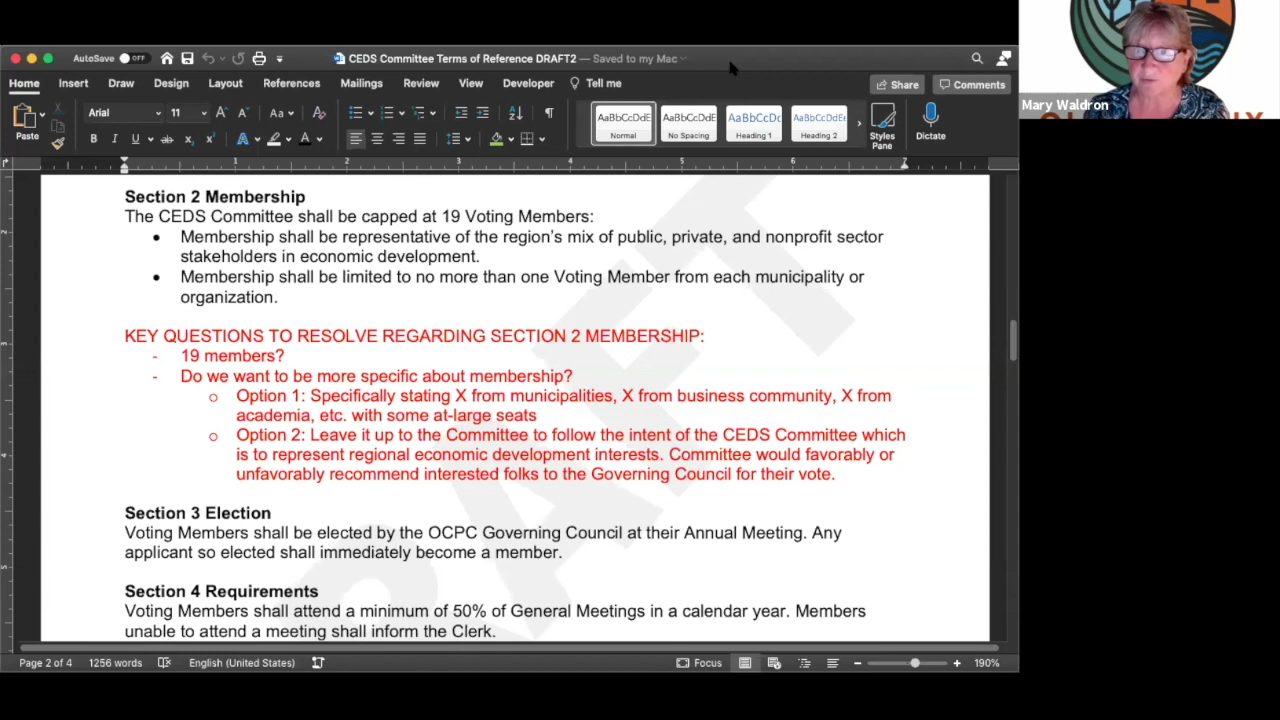 AutoSave OFF
CEDS Committee Terms of Reference DRAFT2 — Saved to my Mac
Home Insert Draw Design Layout References Mailings Review View Developer Tell me
Share Comments
Paste
Arial 11
AaBbCcDdE Normal
AaBbCcDdE No Spacing
AaBbCcDc Heading 1
AaBbCcDdE Heading 2
Styles Pane
Dictate
Mary Waldron
Section 2 Membership
The CEDS Committee shall be capped at 19 Voting Members:
• Membership shall be representative of the region's mix of public, private, and nonprofit sector
stakeholders in economic development.
• Membership shall be limited to no more than one Voting Member from each municipality or
organization.
KEY QUESTIONS TO RESOLVE REGARDING SECTION 2 MEMBERSHIP:
- 19 members?
- Do we want to be more specific about membership?
o Option 1: Specifically stating X from municipalities, X from business community, X from
academia, etc. with some at-large seats
o Option 2: Leave it up to the Committee to follow the intent of the CEDS Committee which
is to represent regional economic development interests. Committee would favorably or
unfavorably recommend interested folks to the Governing Council for their vote.
Section 3 Election
Voting Members shall be elected by the OCPC Governing Council at their Annual Meeting. Any
applicant so elected shall immediately become a member.
Section 4 Requirements
Voting Members shall attend a minimum of 50% of General Meetings in a calendar year. Members
unable to attend a meeting shall inform the Clerk.
Page 2 of 4 1256 words English (United States) Focus 190%